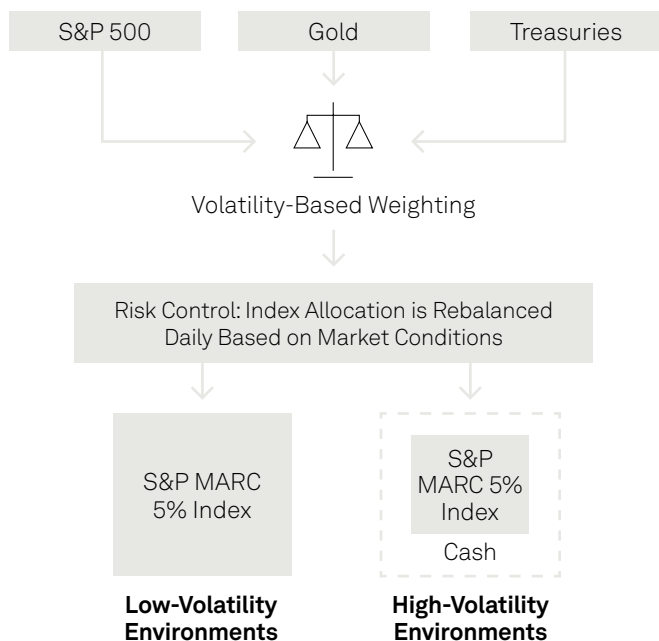 S&P 500
Gold
Treasuries
Volatility-Based Weighting
Risk Control: Index Allocation is Rebalanced
Daily Based on Market Conditions
S&P MARC
5% Index
S&P
MARC 5%
Index
Cash
Low-Volatility
Environments
High-Volatility
Environments